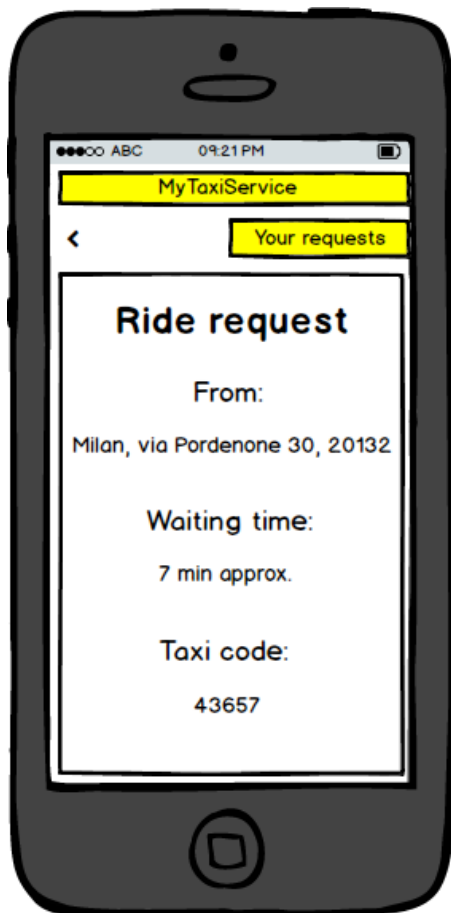 ABC 09:21 PM
MyTaxiService
Your requests
Ride request
From:
Milan, via Pordenone 30, 20132
Waiting time:
7 min approx.
Taxi code:
43657